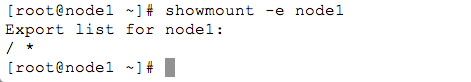 [root@node1 ~]# showmount -e node1
Export list for node1:
/ *
[root@node1 ~]#